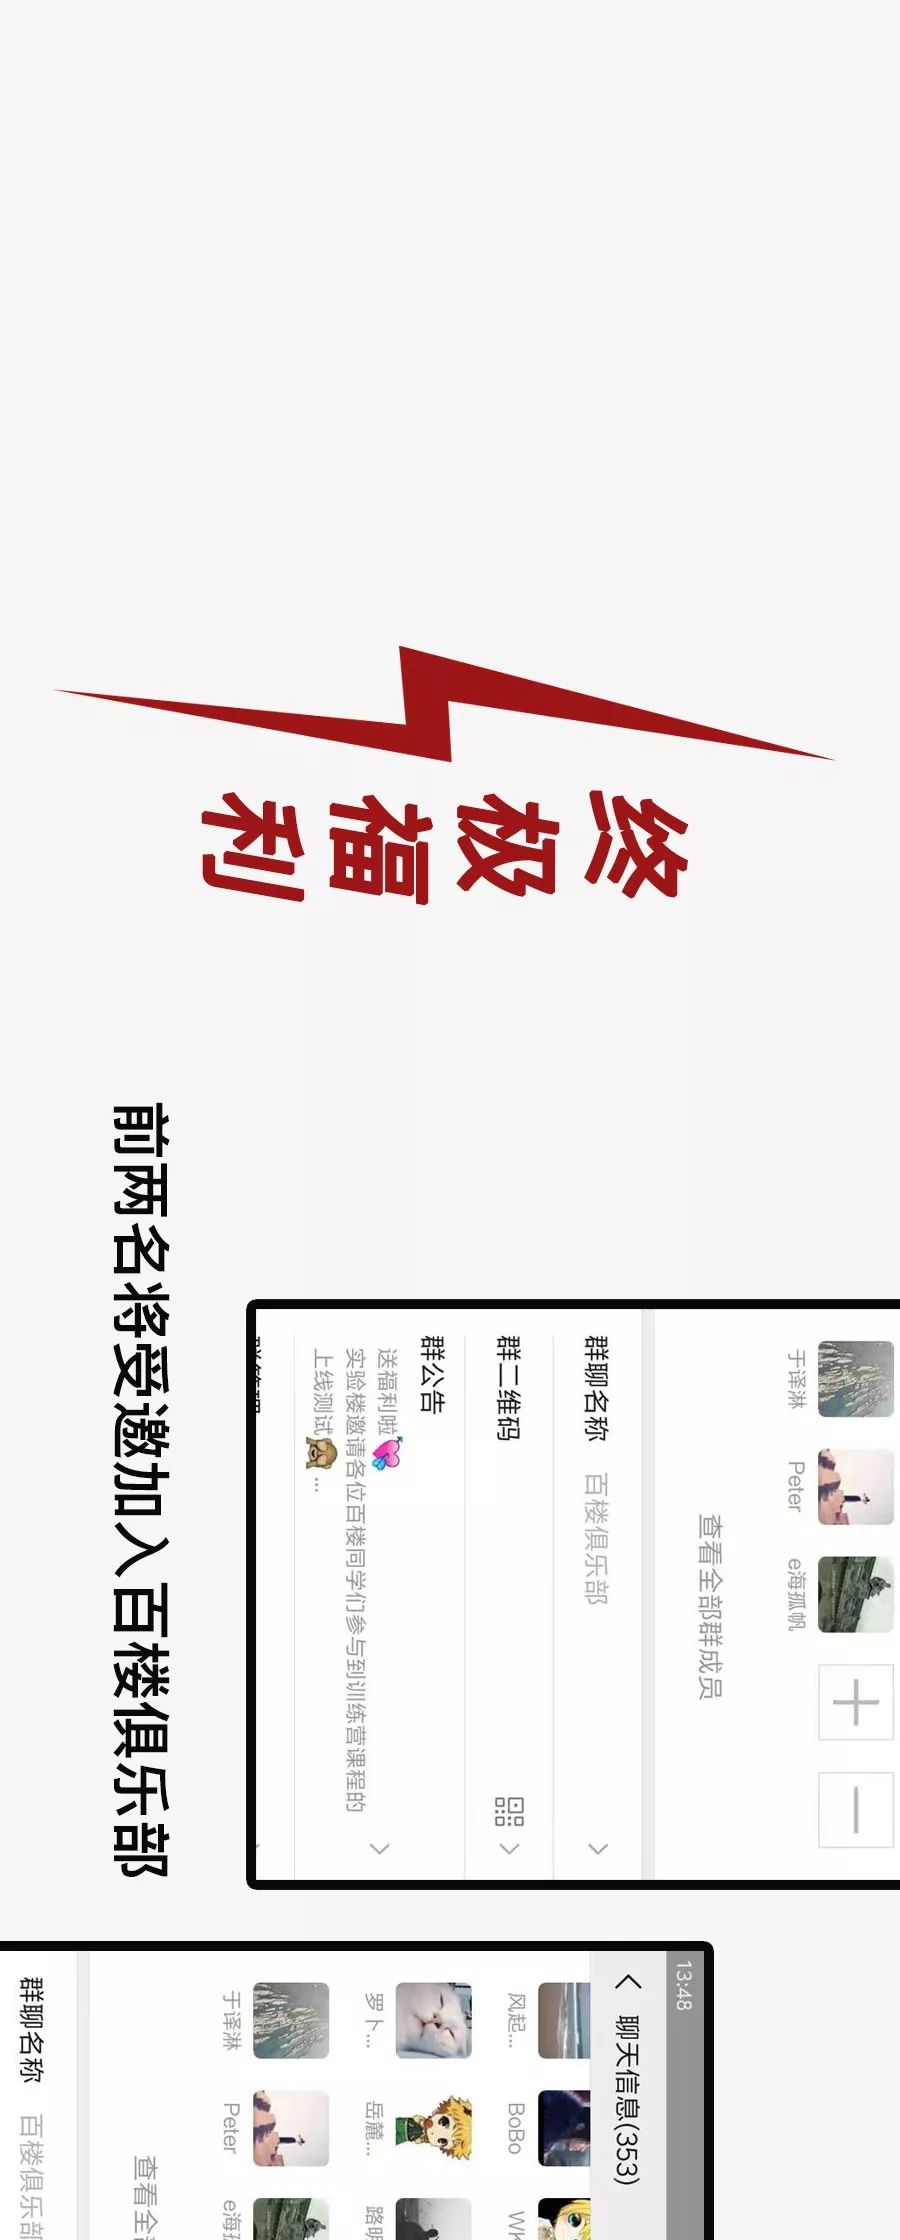 终极福利
于译淋 Peter e海孤帆
查看全部群成员
群聊名称 百楼俱乐部
群二维码
群公告
送福利啦💘
实验楼邀请各位百楼同学们参与到训练营课程的
上线测试🙊...
前两名将受邀加入百楼俱乐部
13:48
聊天信息(353)
风起... BoBo
罗卜... 岳麓... 路明
于译淋 Peter e海孤
查看全
群聊名称 百楼俱乐部